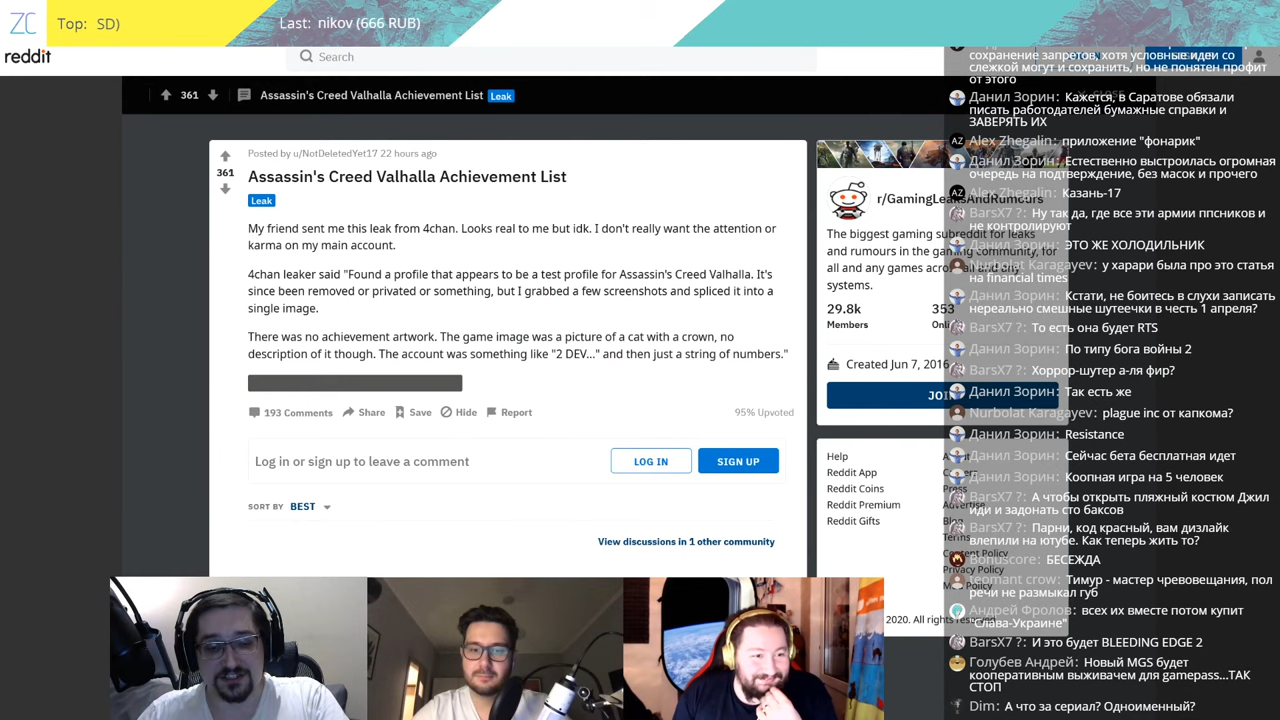 ZC
Top: SD)
Last: nikov (666 RUB)
reddit
Search
361
Assassin's Creed Valhalla Achievement List Leak
Posted by u/NotDeletedYet17 22 hours ago
361
Assassin's Creed Valhalla Achievement List
Leak
My friend sent me this leak from 4chan. Looks real to me but idk. I don't really want the attention or
karma on my main account.
4chan leaker said "Found a profile that appears to be a test profile for Assassin's Creed Valhalla. It's
since been removed or privated or something, but I grabbed a few screenshots and spliced it into a
single image.
There was no achievement artwork. The game image was a picture of a cat with a crown, no
description of it though. The account was something like "2 DEV..." and then just a string of numbers."
193 Comments Share Save Hide Report
95% Upvoted
Log in or sign up to leave a comment
LOG IN
SIGN UP
SORT BY BEST
View discussions in 1 other community
r/GamingLeaksAndRumours
The biggest gaming subreddit for leaks
and rumours in the gaming community, for
all and any games across all and any
systems.
29.8k
Members
353
Created Jun 7, 2016
JOIN
Help
Reddit App
Reddit Coins
Reddit Premium
Reddit Gifts
Terms
Content Policy
Privacy Policy
Mod Policy
2020. All rights
сохранение запретов, хотя условные идеи со
слежкой могут и сохранить, но не понятен профит
от этого
Данил Зорин: Кажется, в Саратове обязали
писать работодателей бумажные справки и
ЗАВЕРЯТЬ ИХ
AZ Alex Zhegalin: приложение "фонарик"
Данил Зорин: Естественно выстроилась огромная
очередь на подтверждение, без масок и прочего
AZ Alex Zhegalin: Казань-17
BarsX7 ?: Ну так да, где все эти армии ппсников и
не контролируют
Данил Зорин: ЭТО ЖЕ ХОЛОДИЛЬНИК
Nurbolat Karagayev: у харари была про это статья
на financial times
Данил Зорин: Кстати, не боитесь в слухи записать
нереально смешные шутеечки в честь 1 апреля?
BarsX7 ?: То есть она будет RTS
Данил Зорин: По типу бога войны 2
BarsX7 ?: Хоррор-шутер а-ля фир?
Данил Зорин: Так есть же
Nurbolat Karagayev: plague inc от капкома?
Данил Зорин: Resistance
Данил Зорин: Сейчас бета бесплатная идет
Данил Зорин: Коопная игра на 5 человек
BarsX7 ?: А чтобы открыть пляжный костюм Джил
иди и задонать сто баксов
BarsX7 ?: Парни, код красный, вам дизлайк
влепили на ютубе. Как теперь жить то?
Bonuscore: БЕСЕЖДА
teomant crow: Тимур - мастер чревовещания, пол
речи не размыкал губ
Андрей Фролов: всех их вместе потом купит
"Слава-Украине"
BarsX7 ?: И это будет BLEEDING EDGE 2
Голубев Андрей: Новый MGS будет
кооперативным выживачем для gamepass...ТАК
СТОП
Dim: А что за сериал? Одноименный?